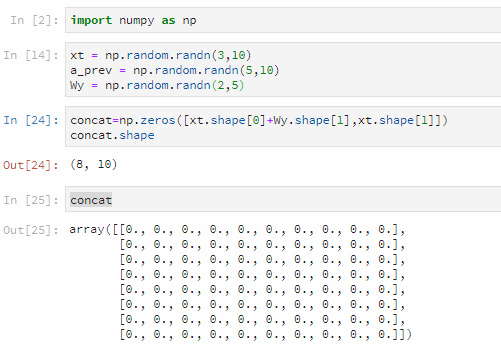 In [2]: import numpy as np
In [14]: xt = np.random.randn(3,10)
a_prev = np.random.randn(5,10)
Wy = np.random.randn(2,5)
In [24]: concat=np.zeros([xt.shape[0]+Wy.shape[1],xt.shape[1]])
concat.shape
Out[24]: (8, 10)
In [25]: concat
Out[25]: array([[0., 0., 0., 0., 0., 0., 0., 0., 0., 0.],
[0., 0., 0., 0., 0., 0., 0., 0., 0., 0.],
[0., 0., 0., 0., 0., 0., 0., 0., 0., 0.],
[0., 0., 0., 0., 0., 0., 0., 0., 0., 0.],
[0., 0., 0., 0., 0., 0., 0., 0., 0., 0.],
[0., 0., 0., 0., 0., 0., 0., 0., 0., 0.],
[0., 0., 0., 0., 0., 0., 0., 0., 0., 0.],
[0., 0., 0., 0., 0., 0., 0., 0., 0., 0.]])